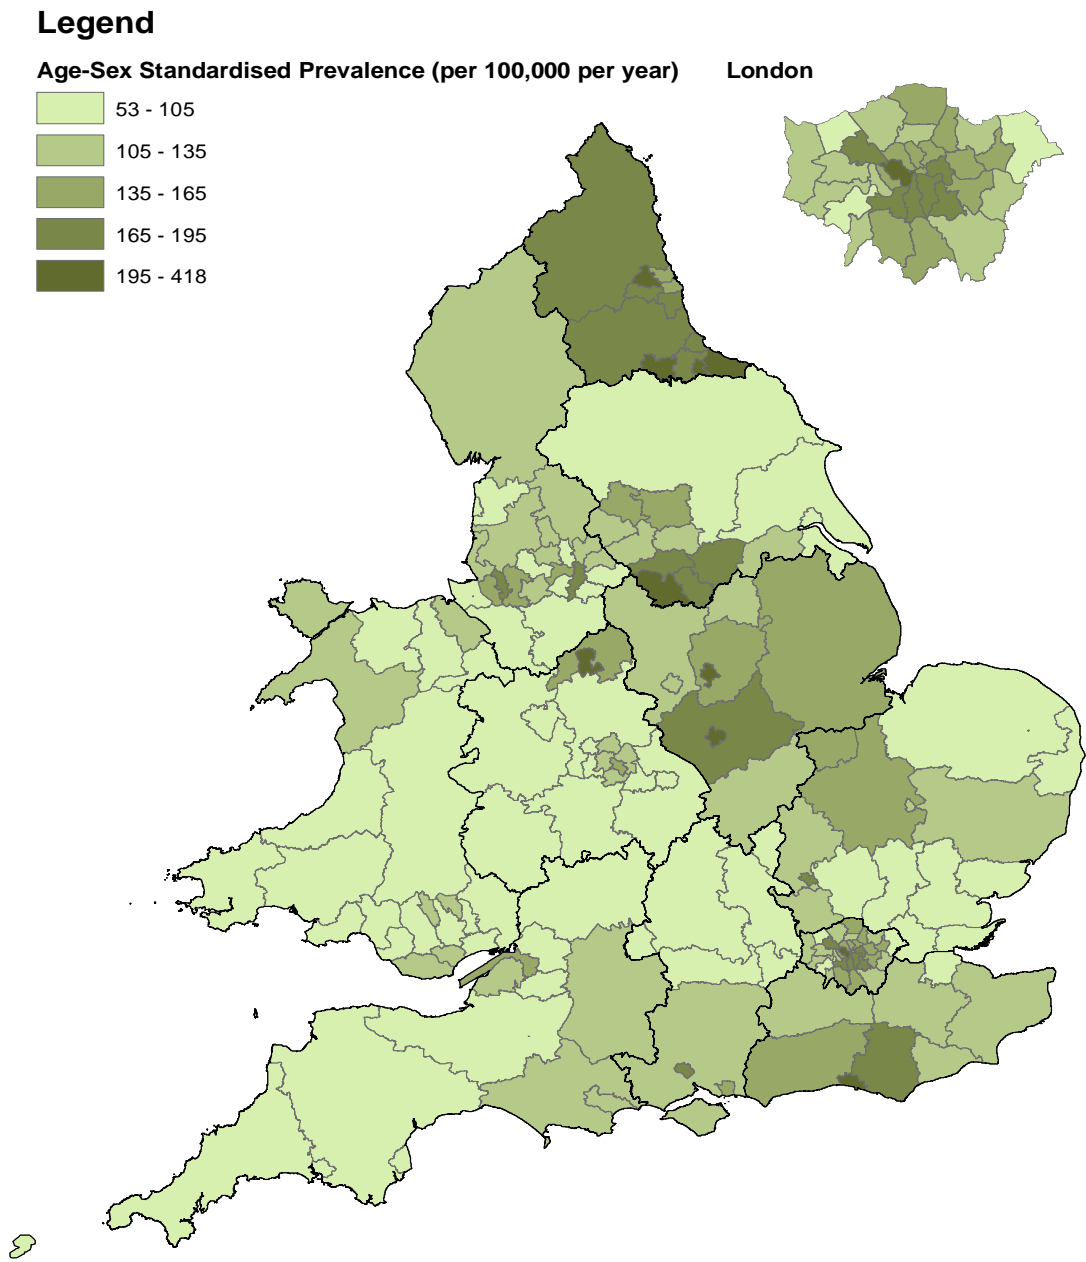 Legend
Age-Sex Standardised Prevalence (per 100,000 per year)
London
53 - 105
105 - 135
135 - 165
165 - 195
195 - 418